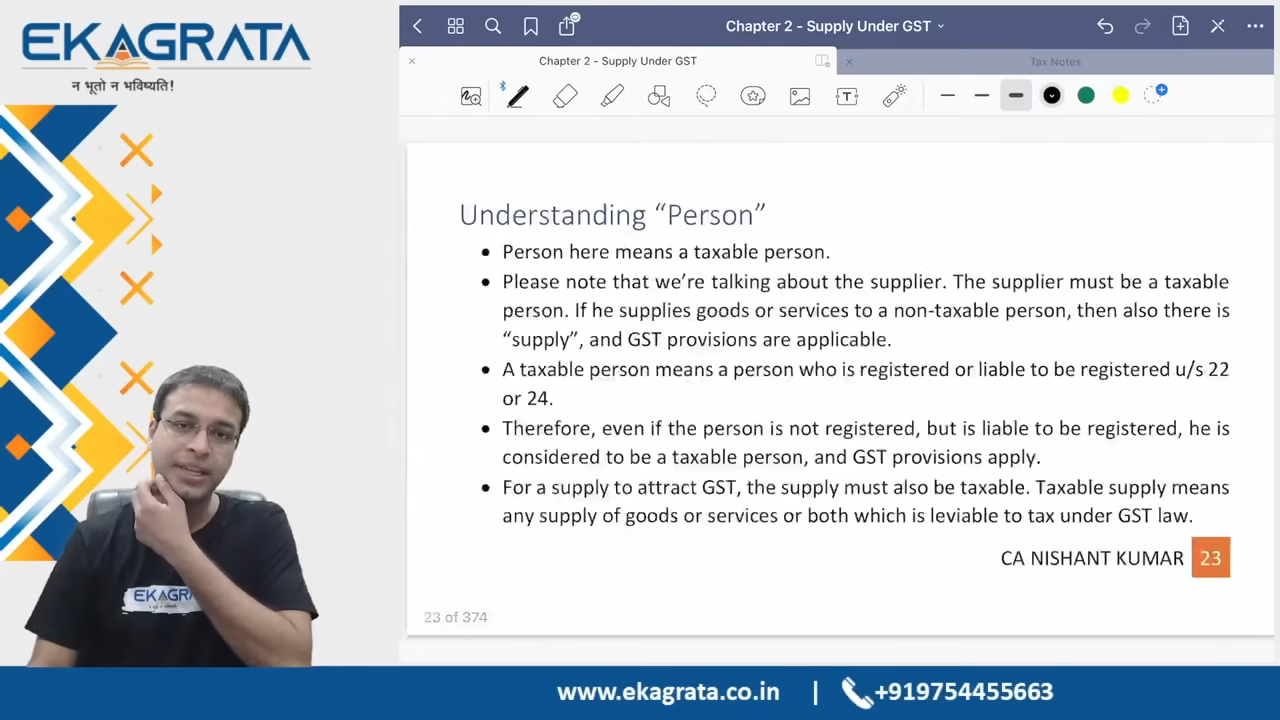 EKAGRATA
न भूतो न भविष्यति!
Chapter 2 - Supply Under GST
Chapter 2 - Supply Under GST
Tax Notes
Understanding “Person”
• Person here means a taxable person.
• Please note that we’re talking about the supplier. The supplier must be a taxable
person. If he supplies goods or services to a non-taxable person, then also there is
“supply”, and GST provisions are applicable.
• A taxable person means a person who is registered or liable to be registered u/s 22
or 24.
• Therefore, even if the person is not registered, but is liable to be registered, he is
considered to be a taxable person, and GST provisions apply.
• For a supply to attract GST, the supply must also be taxable. Taxable supply means
any supply of goods or services or both which is leviable to tax under GST law.
CA NISHANT KUMAR 23
23 of 374
EKAGRA
www.ekagrata.co.in | +919754455663